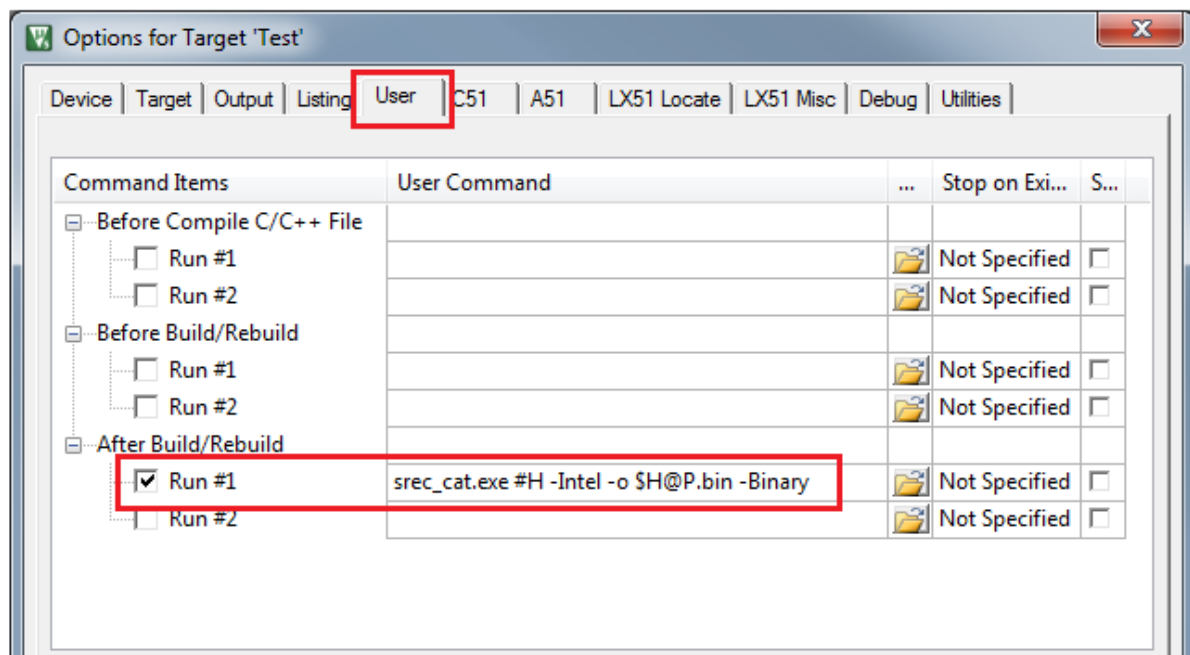 Options for Target 'Test'
Device Target Output Listing User C51 A51 LX51 Locate LX51 Misc Debug Utilities
Command Items User Command ... Stop on Exi... S...
Before Compile C/C++ File
Run #1 Not Specified
Run #2 Not Specified
Before Build/Rebuild
Run #1 Not Specified
Run #2 Not Specified
After Build/Rebuild
Run #1 srec_cat.exe #H -Intel -o $H@P.bin -Binary Not Specified
Run #2 Not Specified